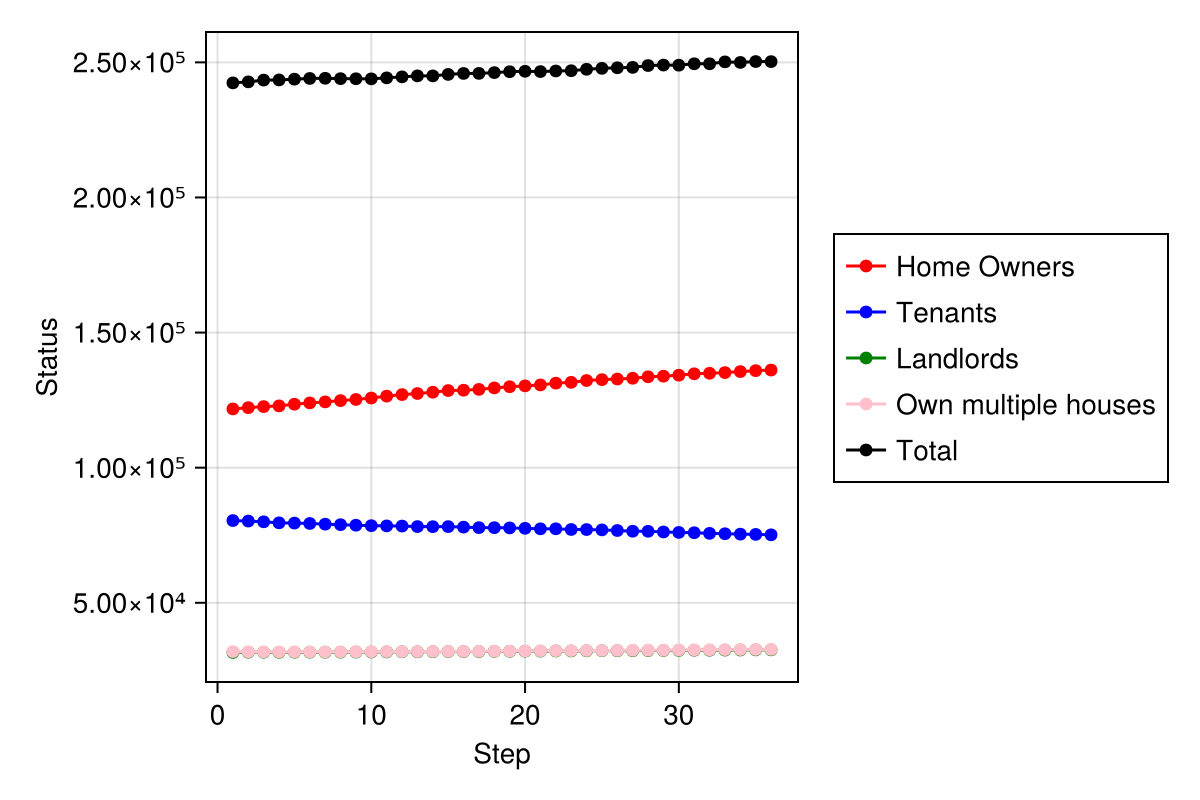 2.50×10⁵
2.00×10⁵
1.50×10⁵
1.00×10⁵
5.00×10⁴
Status
0 10 20 30
Step
Home Owners
Tenants
Landlords
Own multiple houses
Total